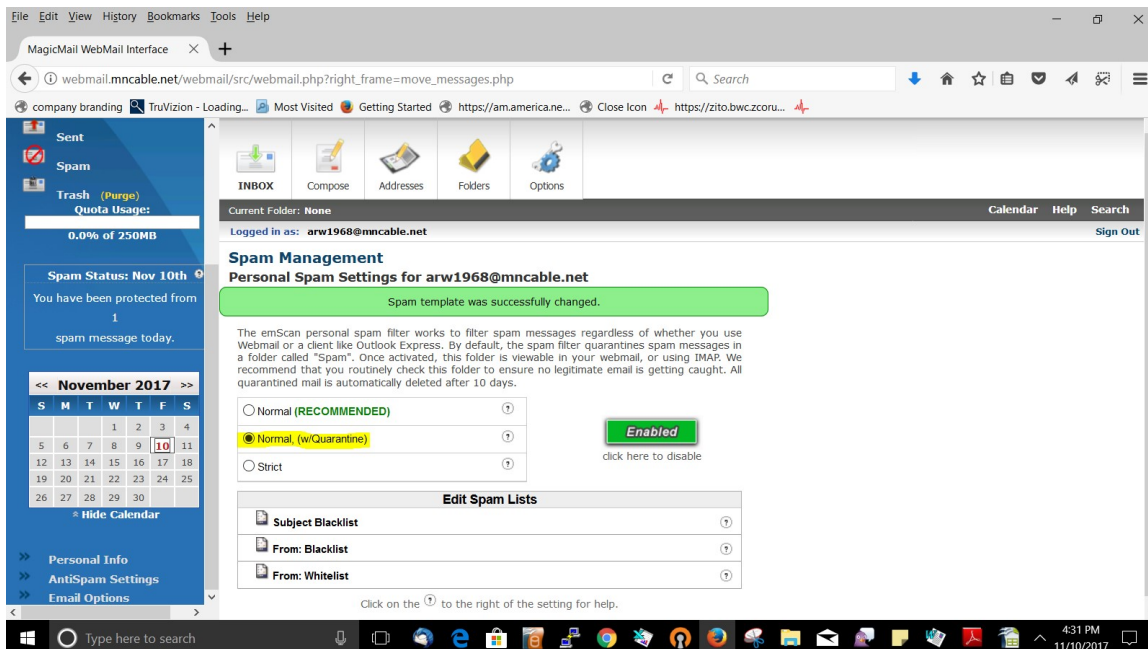 File Edit View History Bookmarks Tools Help
MagicMail WebMail Interface
webmail.mncable.net/webmail/src/webmail.php?right_frame=move_messages.php
Search
company branding TruVizion - Loading... Most Visited Getting Started https://am.america.ne... Close Icon https://zito.bwc.zcoru...
Sent
Spam
Trash (Purge)
Quota Usage:
0.0% of 250MB
Spam Status: Nov 10th
You have been protected from
1
spam message today.
<< November 2017 >>
S M T W T F S
1 2 3 4
5 6 7 8 9 10 11
12 13 14 15 16 17 18
19 20 21 22 23 24 25
26 27 28 29 30
Hide Calendar
Personal Info
AntiSpam Settings
Email Options
INBOX Compose Addresses Folders Options
Current Folder: None Calendar Help Search
Logged in as: arw1968@mncable.net Sign Out
Spam Management
Personal Spam Settings for arw1968@mncable.net
Spam template was successfully changed.
The emScan personal spam filter works to filter spam messages regardless of whether you use
Webmail or a client like Outlook Express. By default, the spam filter quarantines spam messages in
a folder called "Spam". Once activated, this folder is viewable in your webmail, or using IMAP. We
recommend that you routinely check this folder to ensure no legitimate email is getting caught. All
quarantined mail is automatically deleted after 10 days.
Normal (RECOMMENDED) ?
Normal, (w/Quarantine) ?
Strict ?
Enabled
click here to disable
Edit Spam Lists
Subject Blacklist ?
From: Blacklist ?
From: Whitelist ?
Click on the ? to the right of the setting for help.
Type here to search
4:31 PM
11/10/2017